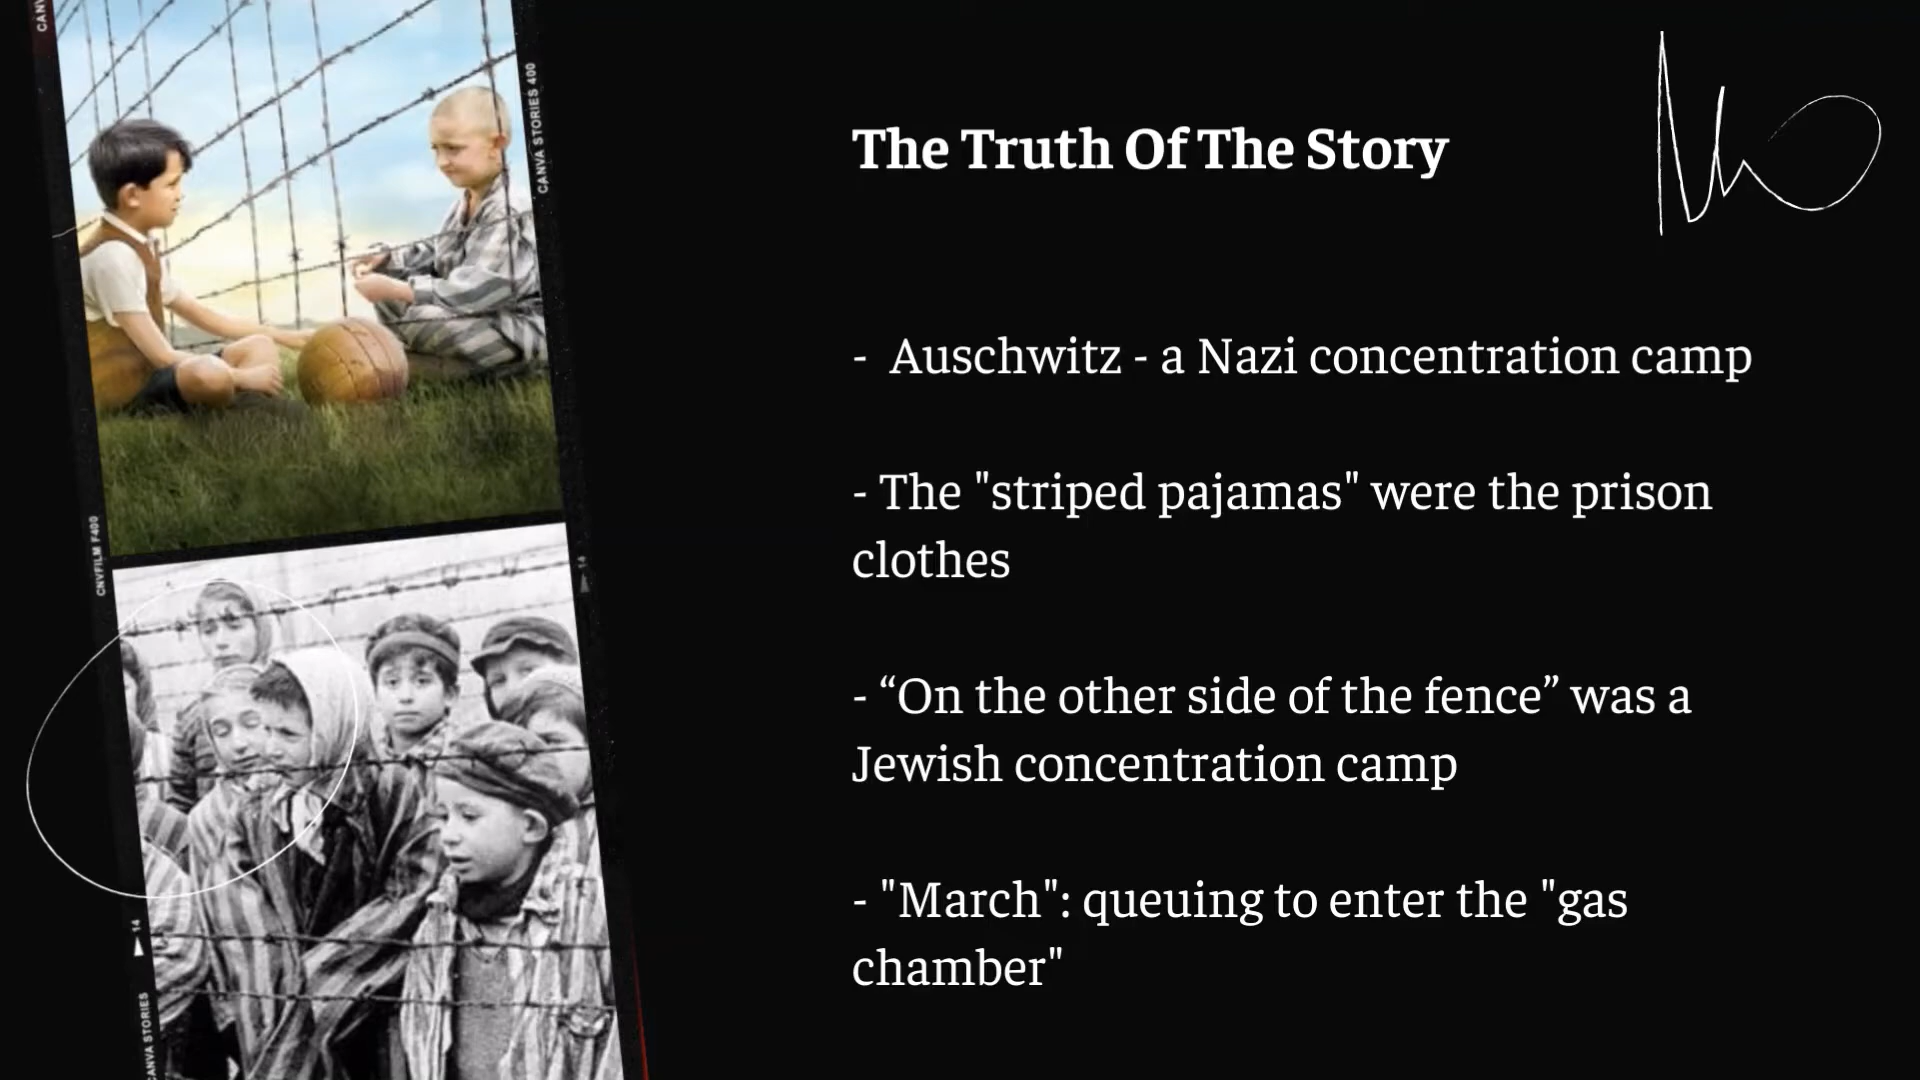 CANVA STORIES 400
The Truth Of The Story
- Auschwitz - a Nazi concentration camp
- The "striped pajamas" were the prison
clothes
- “On the other side of the fence” was a
Jewish concentration camp
- "March": queuing to enter the "gas
chamber"
CNVFILM F400
14
14
CANVA STORIES